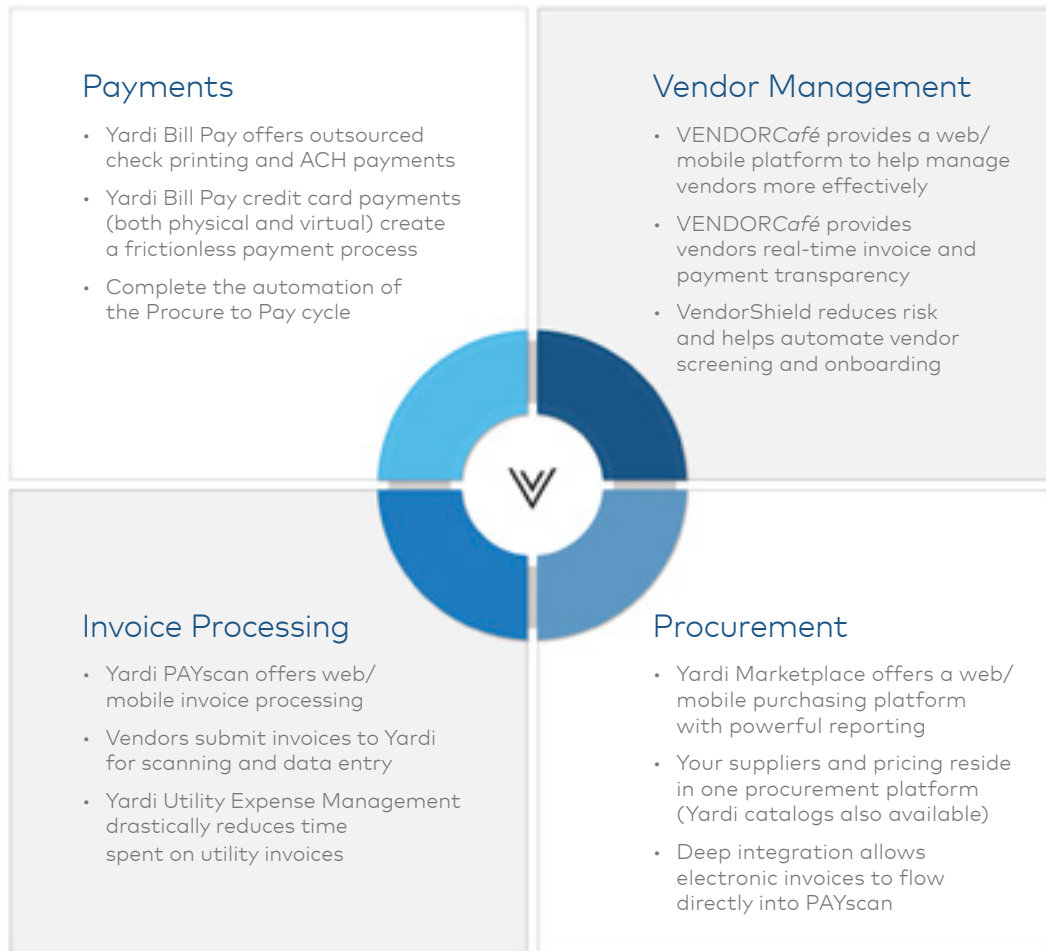 Payments
• Yardi Bill Pay offers outsourced
check printing and ACH payments
• Yardi Bill Pay credit card payments
(both physical and virtual) create
a frictionless payment process
• Complete the automation of
the Procure to Pay cycle
Vendor Management
• VENDORCafé provides a web/
mobile platform to help manage
vendors more effectively
• VENDORCafé provides
vendors real-time invoice and
payment transparency
• VendorShield reduces risk
and helps automate vendor
screening and onboarding
Invoice Processing
• Yardi PAYscan offers web/
mobile invoice processing
• Vendors submit invoices to Yardi
for scanning and data entry
• Yardi Utility Expense Management
drastically reduces time
spent on utility invoices
Procurement
• Yardi Marketplace offers a web/
mobile purchasing platform
with powerful reporting
• Your suppliers and pricing reside
in one procurement platform
(Yardi catalogs also available)
• Deep integration allows
electronic invoices to flow
directly into PAYscan